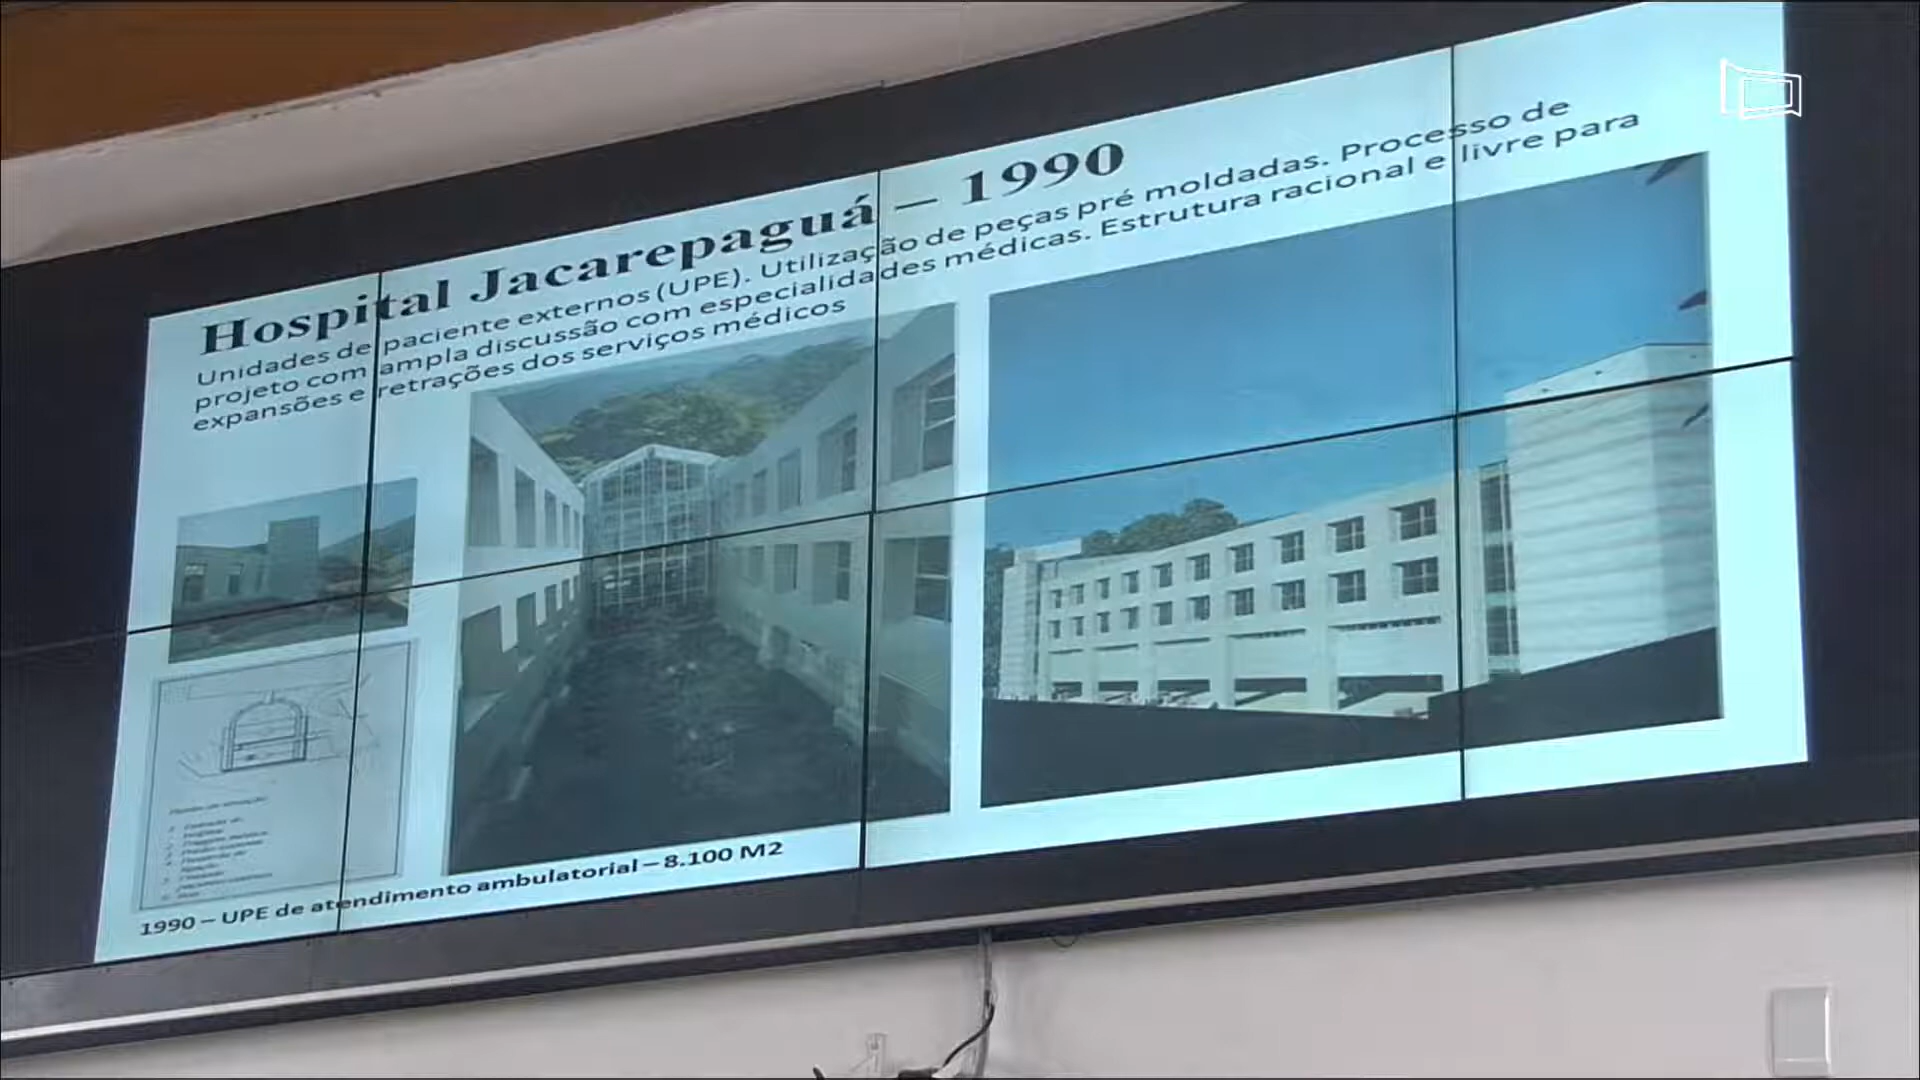 Hospital Jacarepaguá – 1990
Unidades de paciente externos (UPE). Utilização de peças pré moldadas. Processo de
projeto com ampla discussão com especialidades médicas. Estrutura racional e livre para
expansões e retrações dos serviços médicos
1990 – UPE de atendimento ambulatorial – 8.100 M2